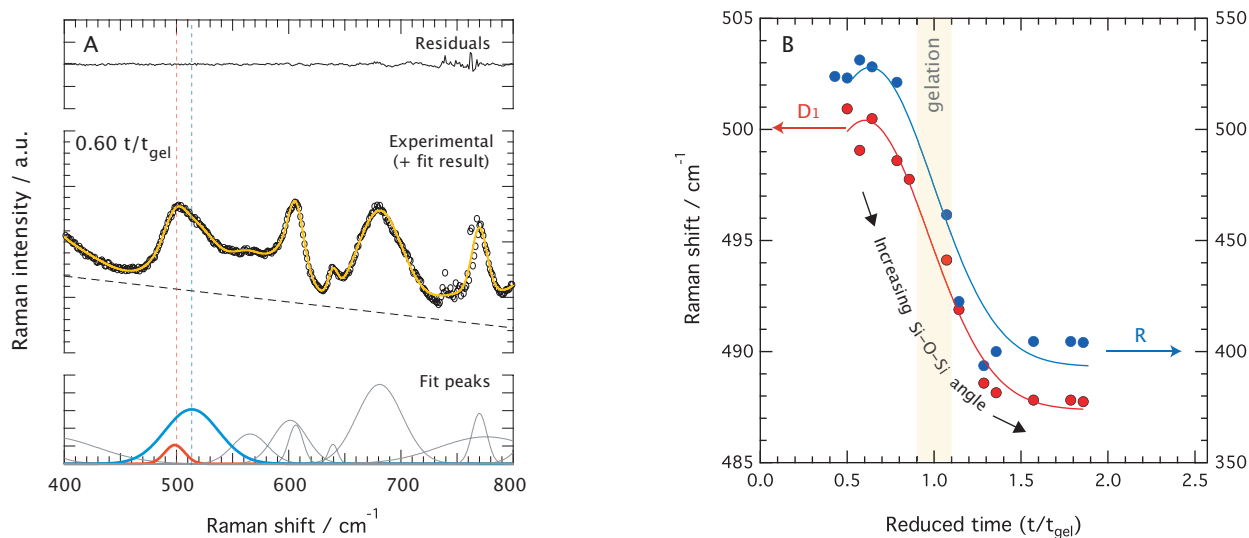 A
Residuals
0.60 t/tgel
Experimental
(+ fit result)
Fit peaks
Raman intensity / a.u.
400
500
600
700
800
Raman shift / cm-1
B
gelation
D1
R
Increasing Si–O–Si angle
505
500
495
490
485
550
500
450
400
350
Raman shift / cm-1
0.0
0.5
1.0
1.5
2.0
2.5
Reduced time (t/tgel)